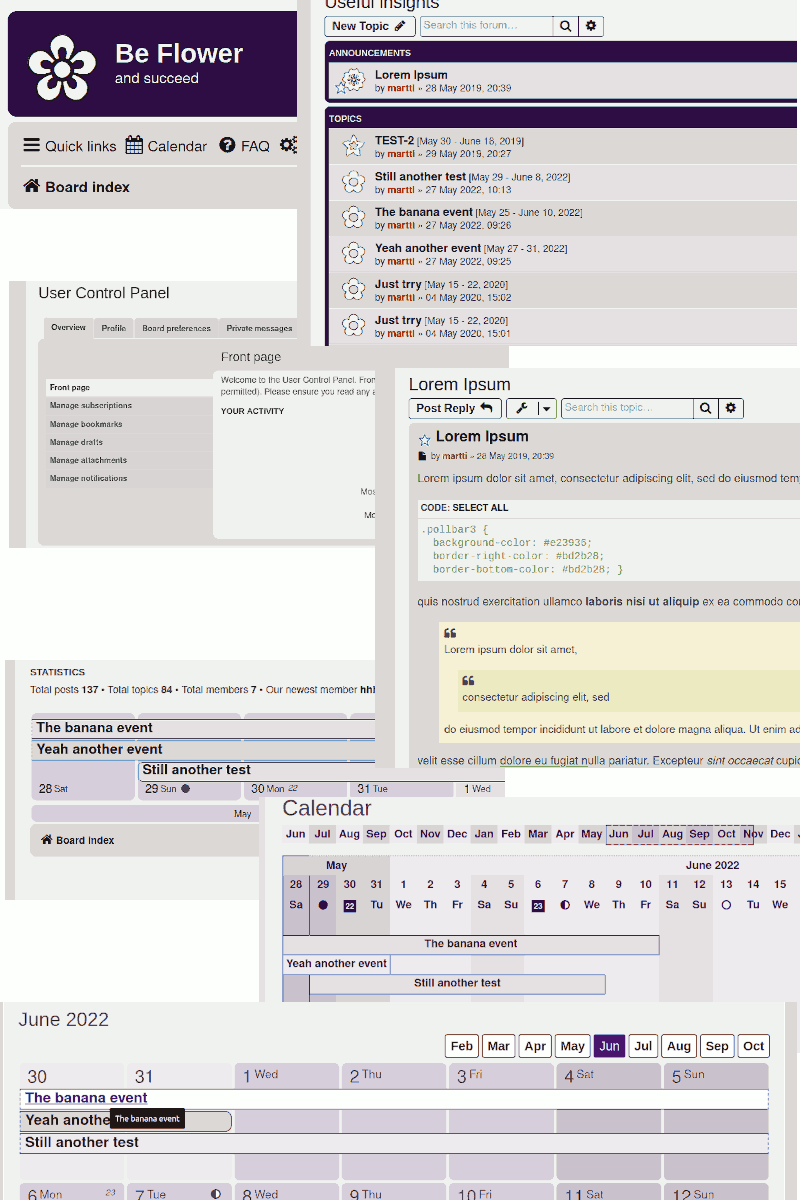 Be Flower
and succeed
Quick links Calendar FAQ
Board index
Useful insights
New Topic Search this forum…
ANNOUNCEMENTS
Lorem Ipsum
by martti » 28 May 2019, 20:39
TOPICS
TEST-2 [May 30 - June 18, 2019]
by martti » 29 May 2019, 20:27
Still another test [May 29 - June 8, 2022]
by martti » 27 May 2022, 10:13
The banana event [May 25 - June 10, 2022]
by martti » 27 May 2022, 09:26
Yeah another event [May 27 - 31, 2022]
by martti » 27 May 2022, 09:25
Just trry [May 15 - 22, 2020]
by martti » 04 May 2020, 15:02
Just trry [May 15 - 22, 2020]
by martti » 04 May 2020, 15:01
User Control Panel
Overview Profile Board preferences Private messages
Front page
Manage subscriptions
Manage bookmarks
Manage drafts
Manage attachments
Manage notifications
Front page
Welcome to the User Control Panel. From
permitted). Please ensure you read any a
YOUR ACTIVITY
Mos
Mo
Lorem Ipsum
Post Reply Search this topic…
Lorem Ipsum
by martti » 28 May 2019, 20:39
Lorem ipsum dolor sit amet, consectetur adipiscing elit, sed do eiusmod temp
CODE: SELECT ALL
.pollbar3 {
background-color: #e23935;
border-right-color: #bd2b28;
border-bottom-color: #bd2b28; }
quis nostrud exercitation ullamco laboris nisi ut aliquip ex ea commodo co
Lorem ipsum dolor sit amet,
consectetur adipiscing elit, sed
do eiusmod tempor incididunt ut labore et dolore magna aliqua. Ut enim ad
velit esse cillum dolore eu fugiat nulla pariatur. Excepteur sint occaecat cupi
STATISTICS
Total posts 137 • Total topics 84 • Total members 7 • Our newest member hhl
The banana event
Yeah another event
Still another test
28 Sat 29 Sun 30 Mon 22 31 Tue 1 Wed
May
Board index
Calendar
Jun Jul Aug Sep Oct Nov Dec Jan Feb Mar Apr May Jun Jul Aug Sep Oct Nov Dec
May June 2022
28 29 30 31 1 2 3 4 5 6 7 8 9 10 11 12 13 14 15
Sa 22 Tu We Th Fr Sa Su 23 We Th Fr Sa Su Tu We
The banana event
Yeah another event
Still another test
June 2022
Feb Mar Apr May Jun Jul Aug Sep Oct
30 31 1 Wed 2 Thu 3 Fri 4 Sat 5 Sun
The banana event
Yeah anothe The banana event
Still another test
6 Mon 23 7 Tue 8 Wed 9 Thu 10 Fri 11 Sat 12 Sun